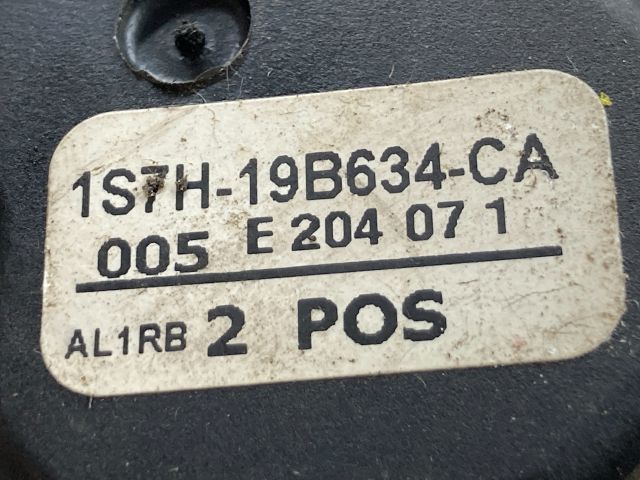 1S7H-19B634-CA
005 E 204 07 1
AL1RB 2 POS